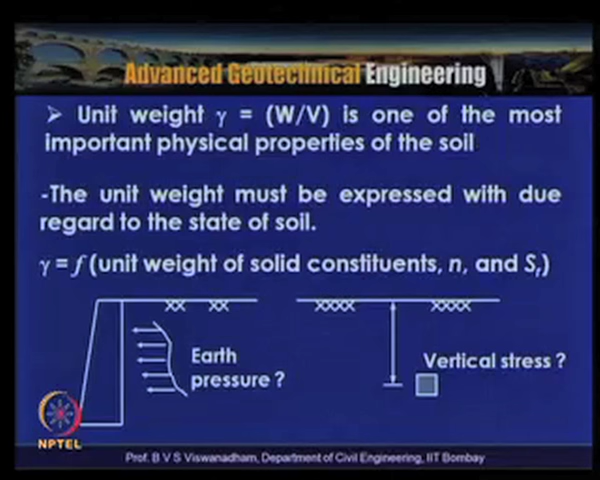 Advanced Geotechnical Engineering
➢ Unit weight γ = (W/V) is one of the most
important physical properties of the soil
-The unit weight must be expressed with due
regard to the state of soil.
γ = f (unit weight of solid constituents, n, and Sr)
Earth
pressure ?
Vertical stress ?
NPTEL
Prof. B V S Viswanadham, Department of Civil Engineering, IIT Bombay